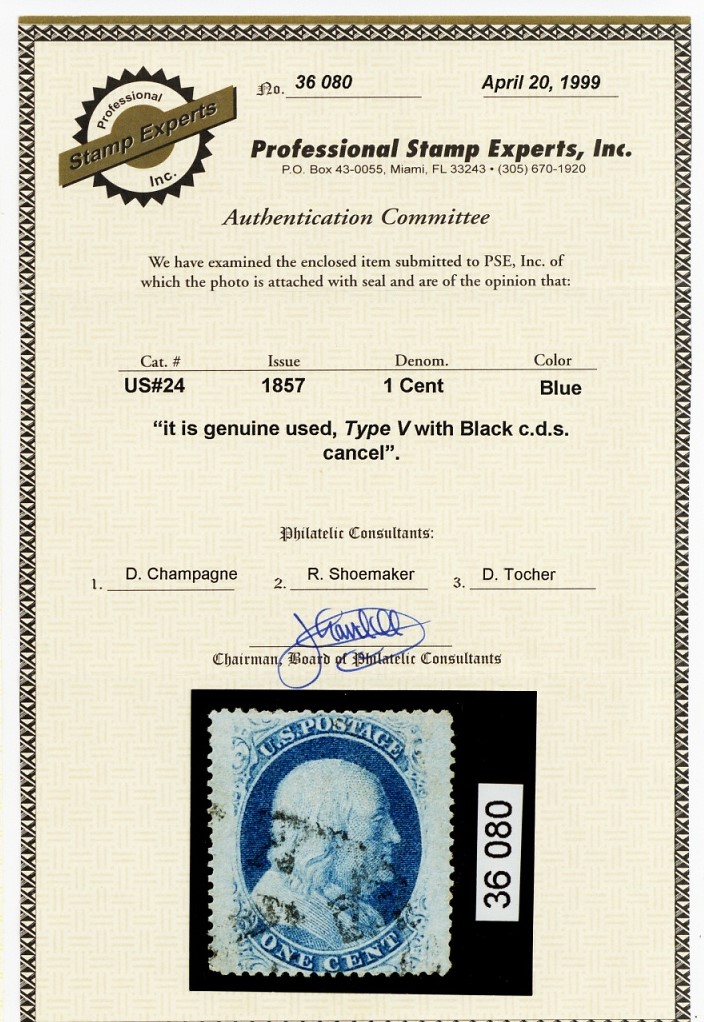 Professional
Stamp Experts
Inc.
No. 36 080
April 20, 1999
Professional Stamp Experts, Inc.
P.O. Box 43-0055, Miami, FL 33243 • (305) 670-1920
Authentication Committee
We have examined the enclosed item submitted to PSE, Inc. of
which the photo is attached with seal and are of the opinion that:
Cat. # Issue Denom. Color
US#24 1857 1 Cent Blue
“it is genuine used, Type V with Black c.d.s.
cancel”.
Philatelic Consultants:
1. D. Champagne 2. R. Shoemaker 3. D. Tocher
Chairman, Board of Philatelic Consultants
U.S. POSTAGE
ONE CENT
36 080